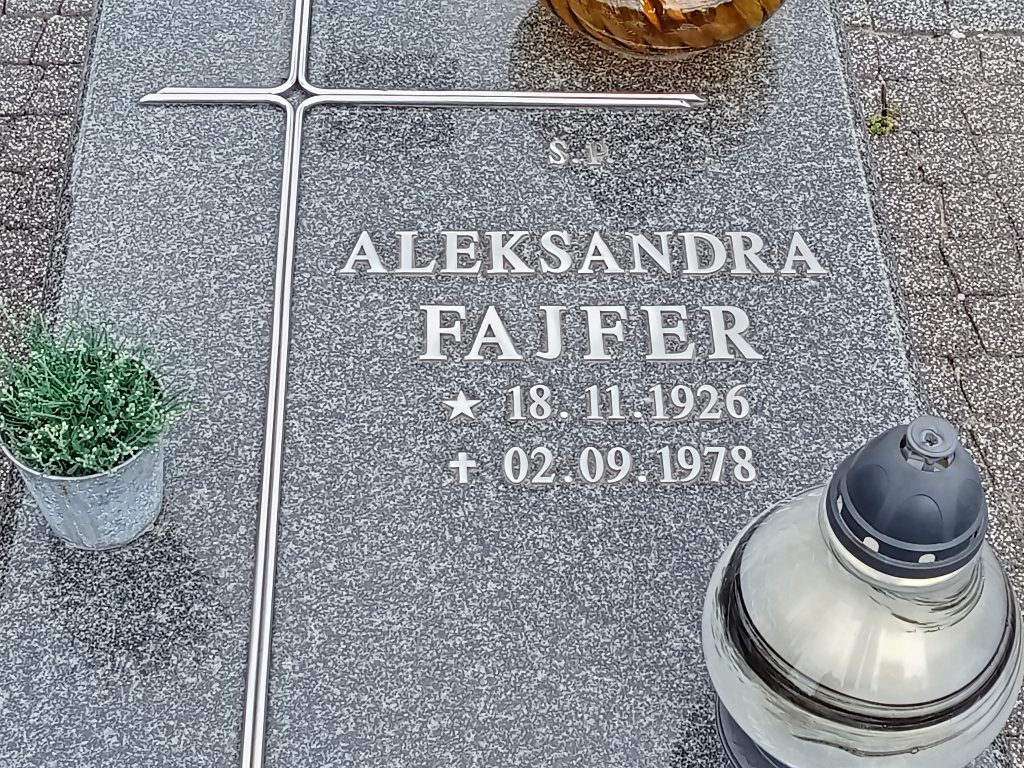 Ś. P.
ALEKSANDRA
FAJFER
★ 18.11.1926
✝ 02.09.1978